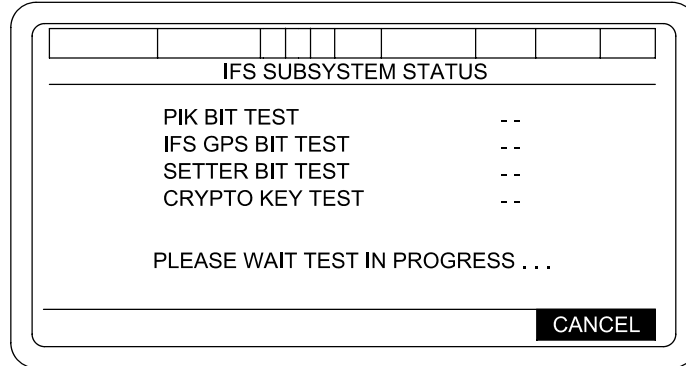 IFS SUBSYSTEM STATUS
PIK BIT TEST - -
IFS GPS BIT TEST - -
SETTER BIT TEST - -
CRYPTO KEY TEST - -
PLEASE WAIT TEST IN PROGRESS . . .
CANCEL